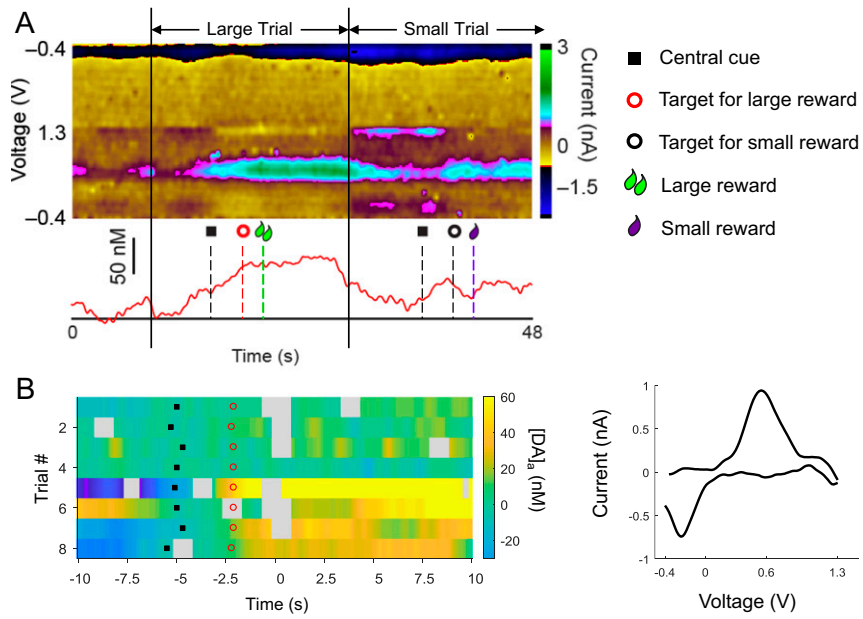 A
Large Trial
Small Trial
−0.4
1.3
−0.4
Voltage (V)
3
0
−1.5
Current (nA)
Central cue
Target for large reward
Target for small reward
Large reward
Small reward
50 nM
0
48
Time (s)
B
Trial #
2
4
6
8
-10
-7.5
-5
-2.5
0
2.5
5
7.5
10
Time (s)
60
40
20
0
-20
[DA]a (nM)
Current (nA)
1
0.5
0
-0.5
-1
-0.4
0
0.6
1.3
Voltage (V)